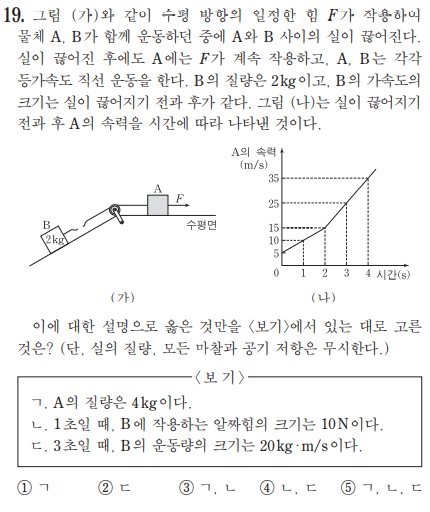 19. 그림 (가)와 같이 수평 방향의 일정한 힘 F가 작용하여
물체 A, B가 함께 운동하던 중에 A와 B 사이의 실이 끊어진다.
실이 끊어진 후에도 A에는 F가 계속 작용하고, A, B는 각각
등가속도 직선 운동을 한다. B의 질량은 2kg이고, B의 가속도의
크기는 실이 끊어지기 전과 후가 같다. 그림 (나)는 실이 끊어지기
전과 후 A의 속력을 시간에 따라 나타낸 것이다.
A
F
B
2kg
수평면
(가)
A의 속력
(m/s)
35
25
15
10
5
0 1 2 3 4 시간(s)
(나)
이에 대한 설명으로 옳은 것만을 <보기>에서 있는 대로 고른
것은? (단, 실의 질량, 모든 마찰과 공기 저항은 무시한다.)
<보 기>
ㄱ. A의 질량은 4kg이다.
ㄴ. 1초일 때, B에 작용하는 알짜힘의 크기는 10N이다.
ㄷ. 3초일 때, B의 운동량의 크기는 20kg·m/s이다.
① ㄱ ② ㄷ ③ ㄱ, ㄴ ④ ㄴ, ㄷ ⑤ ㄱ, ㄴ, ㄷ